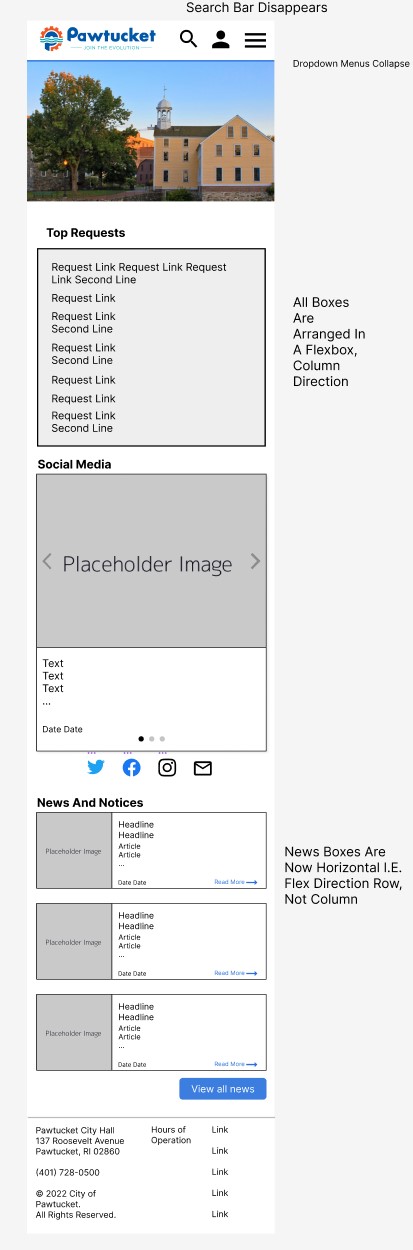 Search Bar Disappears
Pawtucket
JOIN THE EVOLUTION
Dropdown Menus Collapse
Top Requests
Request Link Request Link Request
Link Second Line
Request Link
Request Link
Second Line
Request Link
Second Line
Request Link
Request Link
Request Link
Second Line
All Boxes
Are
Arranged In
A Flexbox,
Column
Direction
Social Media
Placeholder Image
Text
Text
Text
...
Date Date
News And Notices
Placeholder Image
Headline
Headline
Article
Article
...
Date Date
Read More
News Boxes Are
Now Horizontal I.E.
Flex Direction Row,
Not Column
Placeholder Image
Headline
Headline
Article
Article
...
Date Date
Read More
Placeholder Image
Headline
Headline
Article
Article
...
Date Date
Read More
View all news
Pawtucket City Hall
137 Roosevelt Avenue
Pawtucket, RI 02860
(401) 728-0500
© 2022 City of
Pawtucket.
All Rights Reserved.
Hours of
Operation
Link
Link
Link
Link
Link